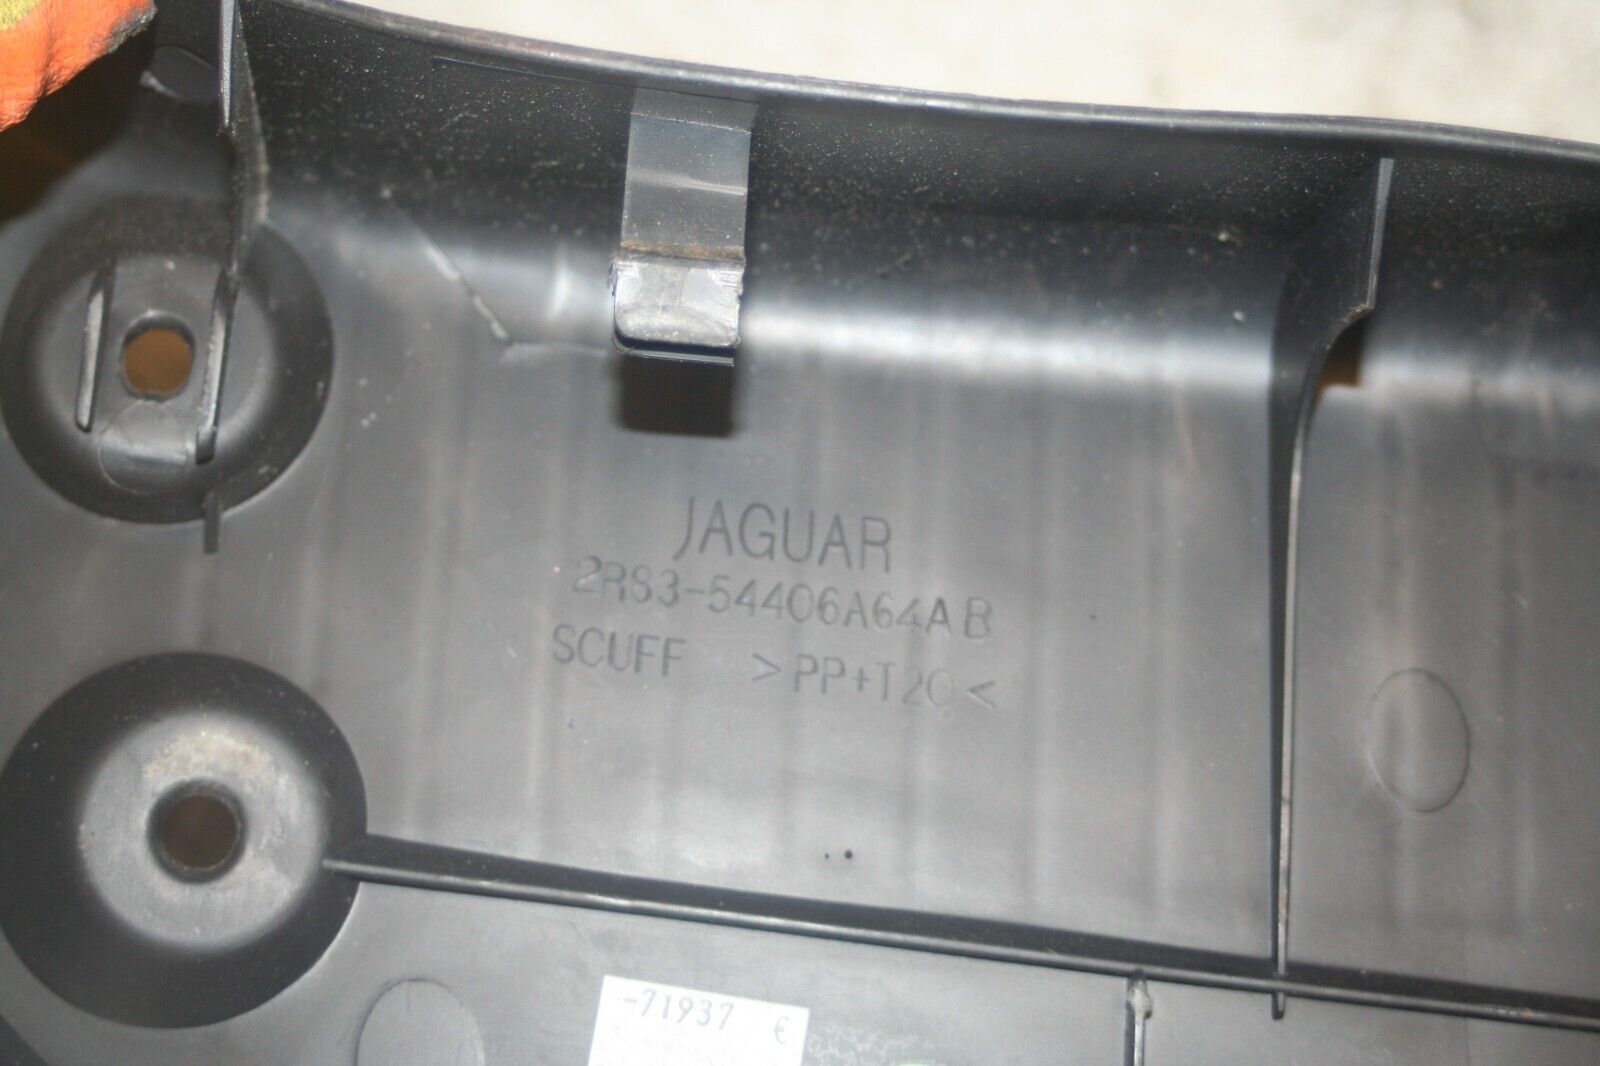 JAGUAR
2R83-54406A64AB
SCUFF >PP+T20<
-71937 €